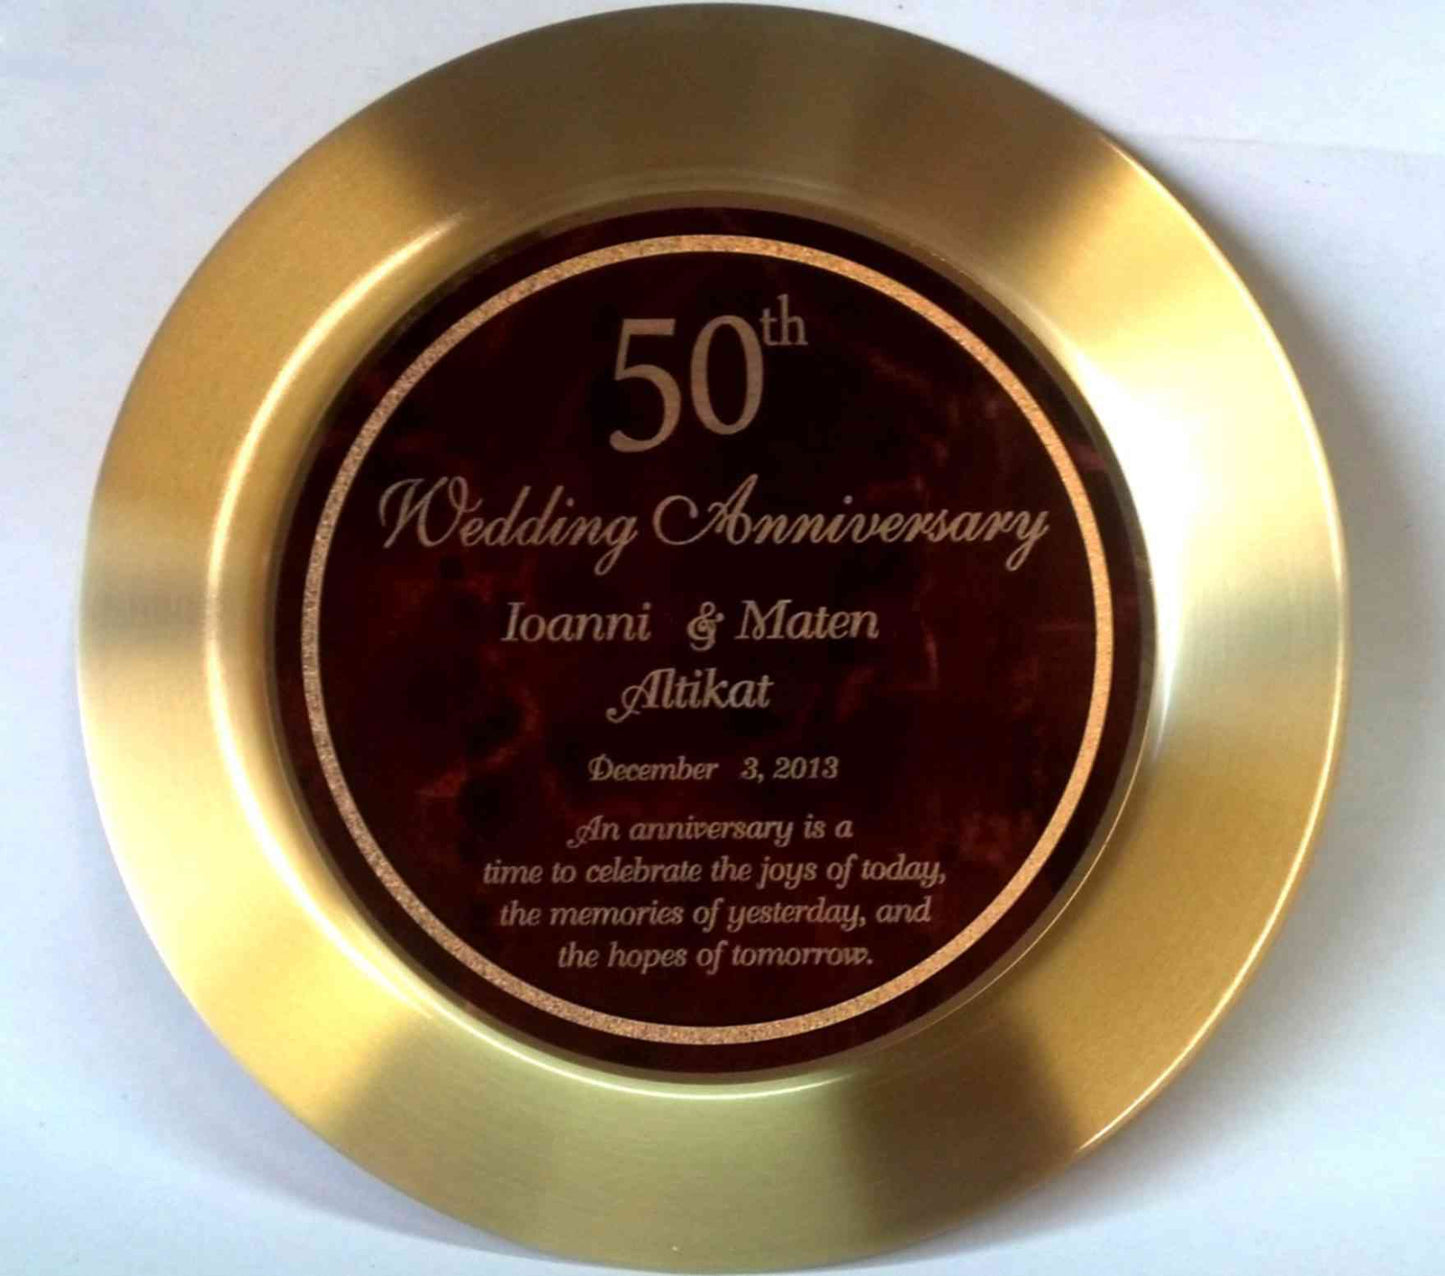 50th
Wedding Anniversary
Ioanni & Maten
Altikat
December 3, 2013
An anniversary is a
time to celebrate the joys of today,
the memories of yesterday, and
the hopes of tomorrow.